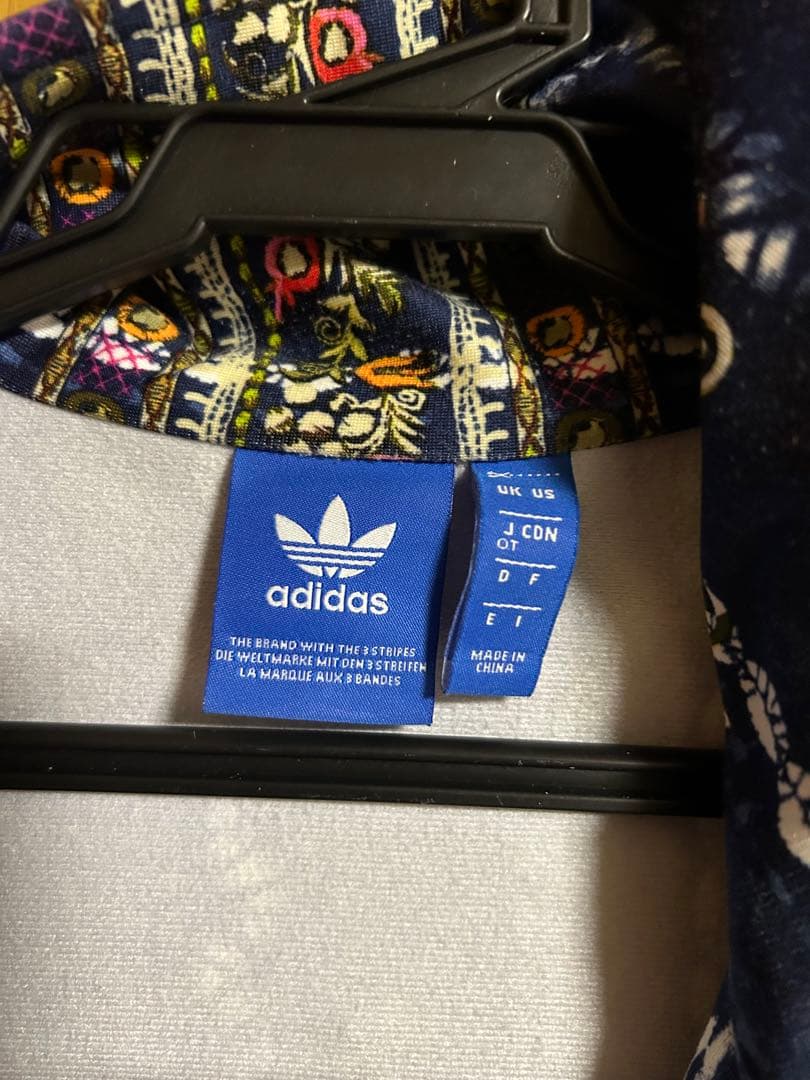 adidas
THE BRAND WITH THE 3 STRIPES
DIE WELTMARKE MIT DEN 3 STREIFEN
LA MARQUE AUX 3 BANDES
UK US
J CDN
OT
D F
E I
MADE IN
CHINA